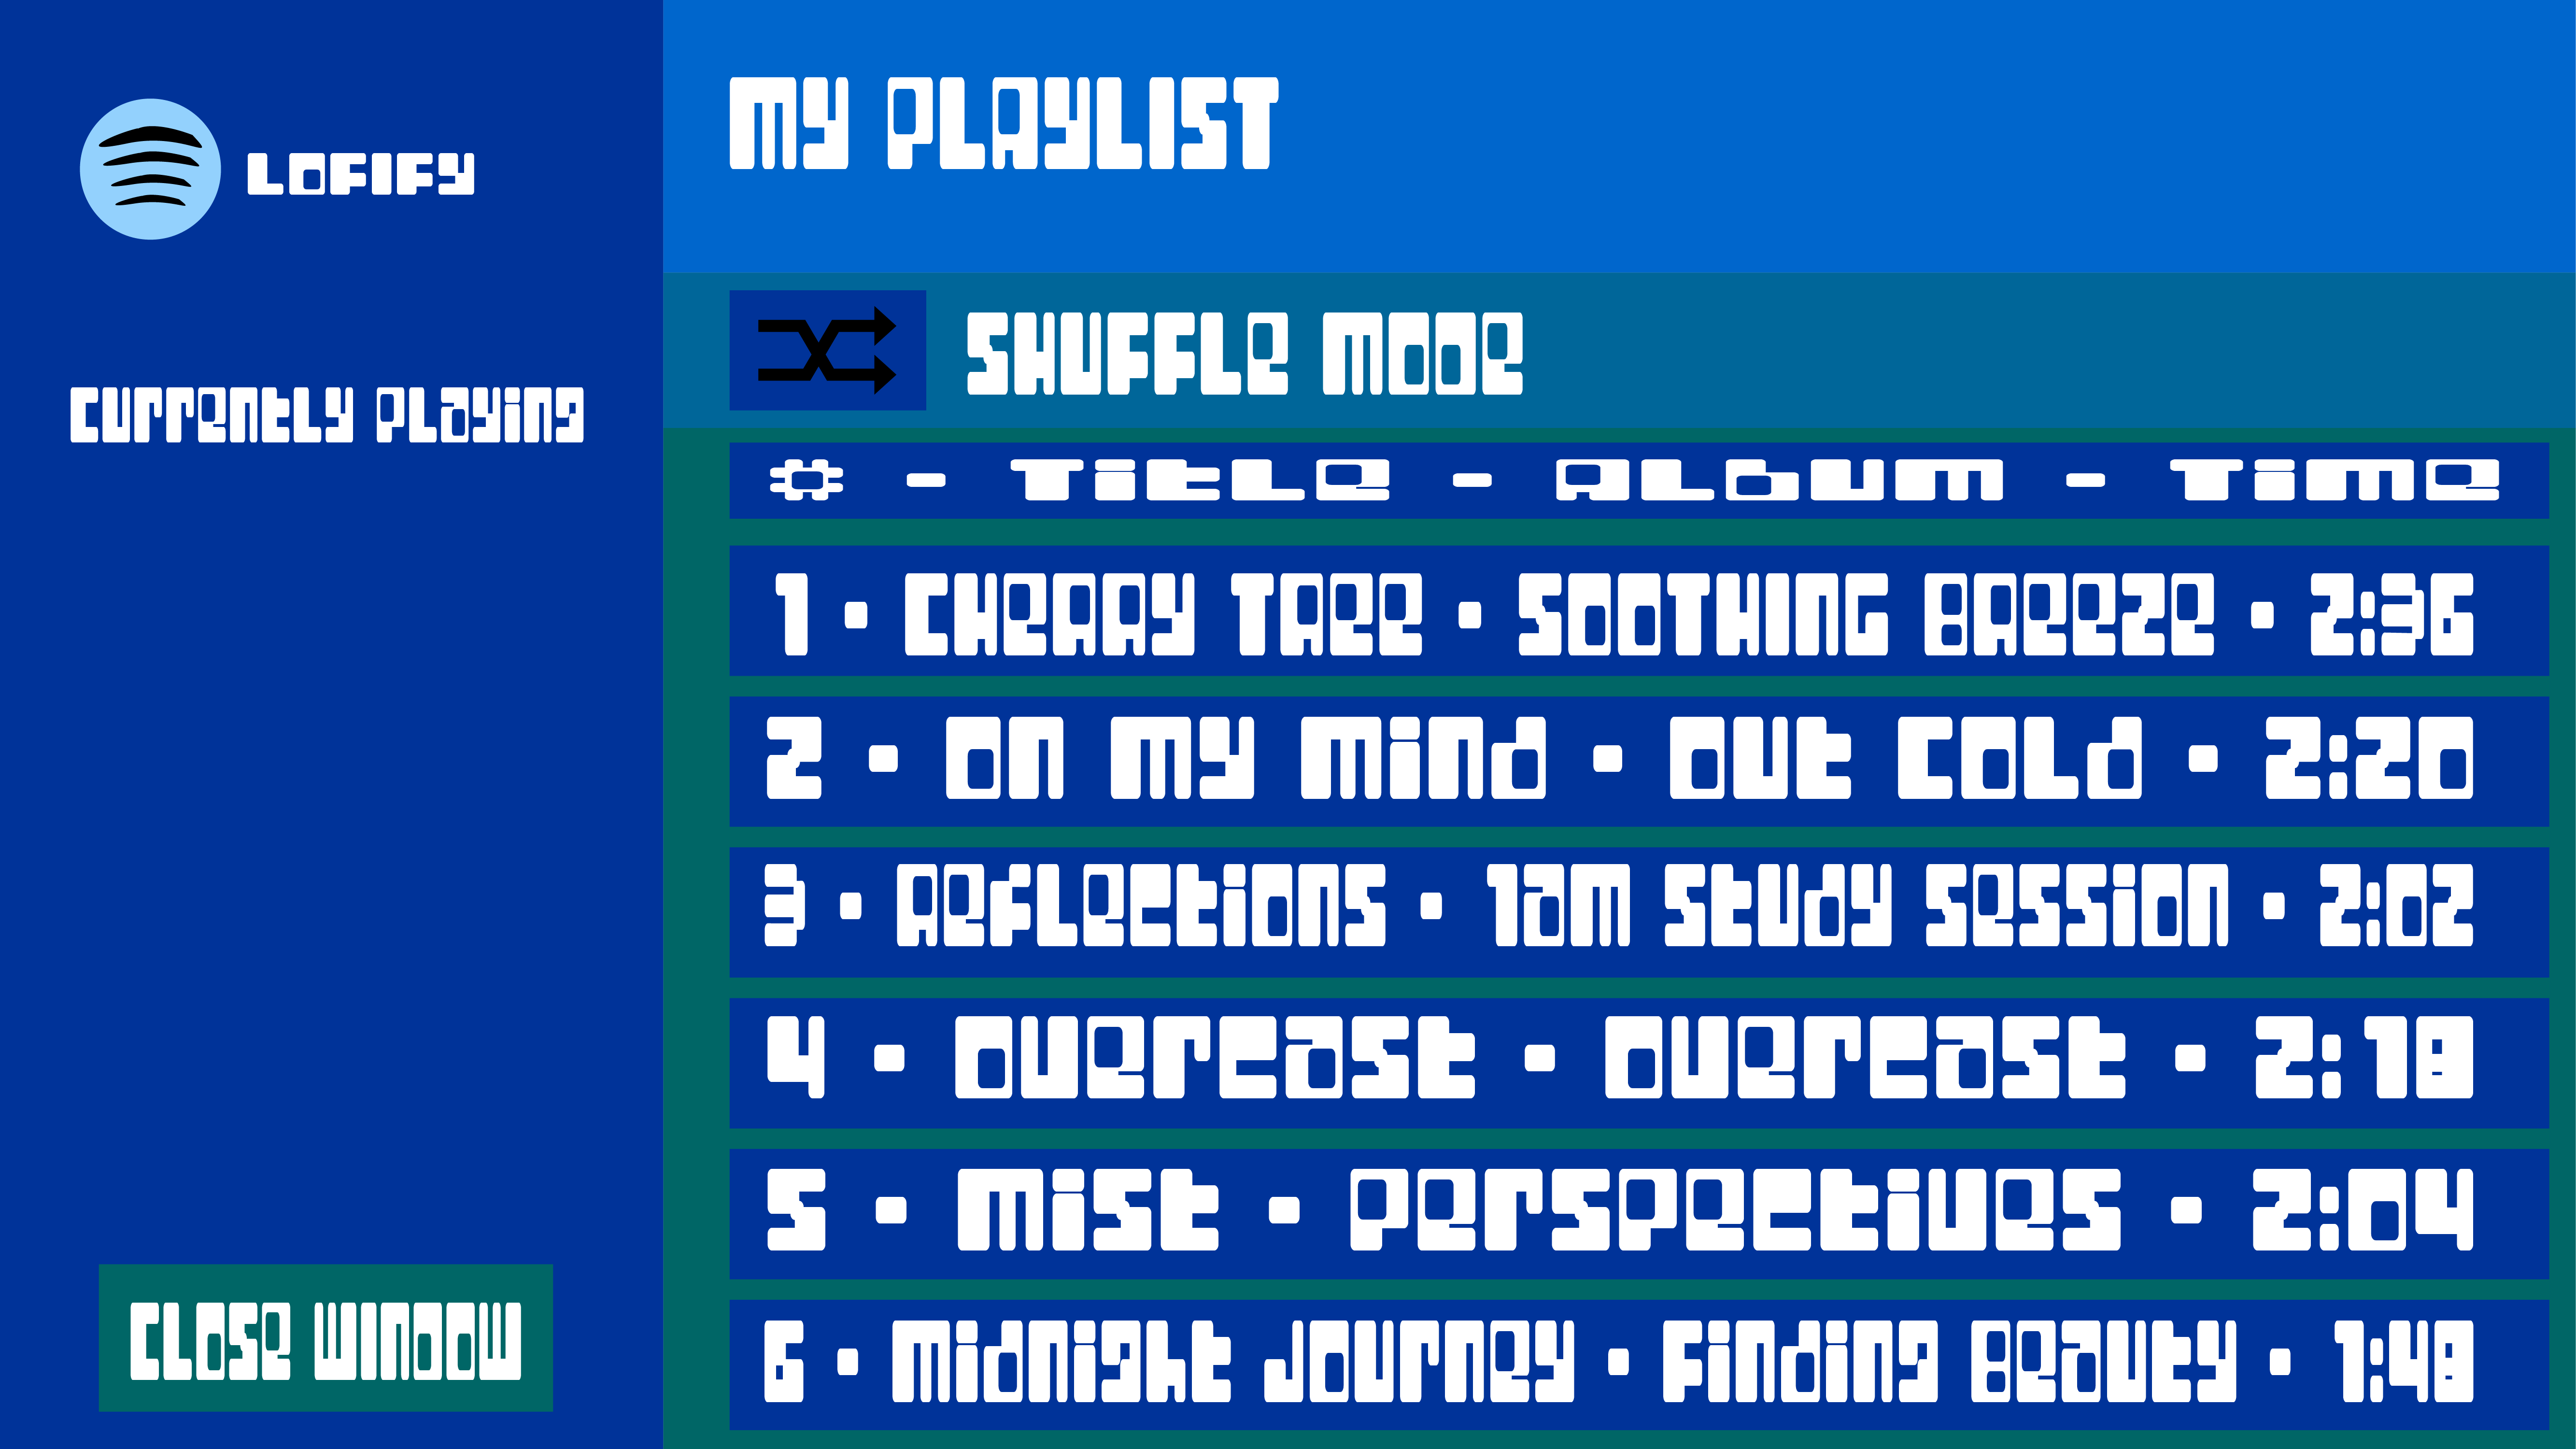 LOFIFY
Currently Playing
CLOSE WINDOW
MY PLAYLIST
SHUFFLE MODE
# - Title - Album - Time
1 - CHERRY TREE - SOOTHING BREEZE - 2:36
2 - On My Mind - Out Cold - 2:20
3 - Reflections - 1am Study Session - 2:02
4 - Overcast - Overcast - 2:18
5 - Mist - Perspectives - 2:04
6 - Midnight Journey - Finding Beauty - 1:48